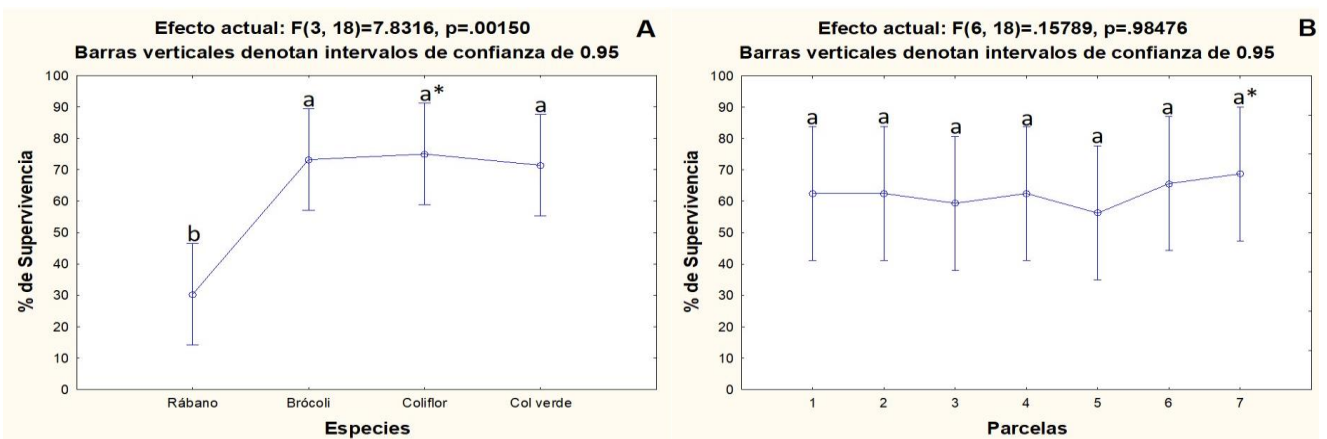 Efecto actual: F(3, 18)=7.8316, p=.00150
A
Barras verticales denotan intervalos de confianza de 0.95
% de Supervivencia
100
90
80
70
60
50
40
30
20
10
0
b
a
a*
a
Rábano Brócoli Coliflor Col verde
Especies
Efecto actual: F(6, 18)=.15789, p=.98476
B
Barras verticales denotan intervalos de confianza de 0.95
% de Supervivencia
100
90
80
70
60
50
40
30
20
10
0
a
a
a
a
a
a
a*
1 2 3 4 5 6 7
Parcelas